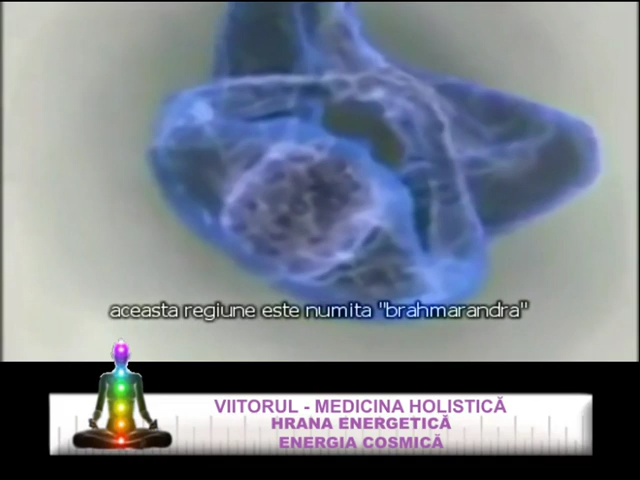 aceasta regiune este numita "brahmarandra"
VIITORUL - MEDICINA HOLISTICĂ
HRANA ENERGETICĂ
ENERGIA COSMICĂ